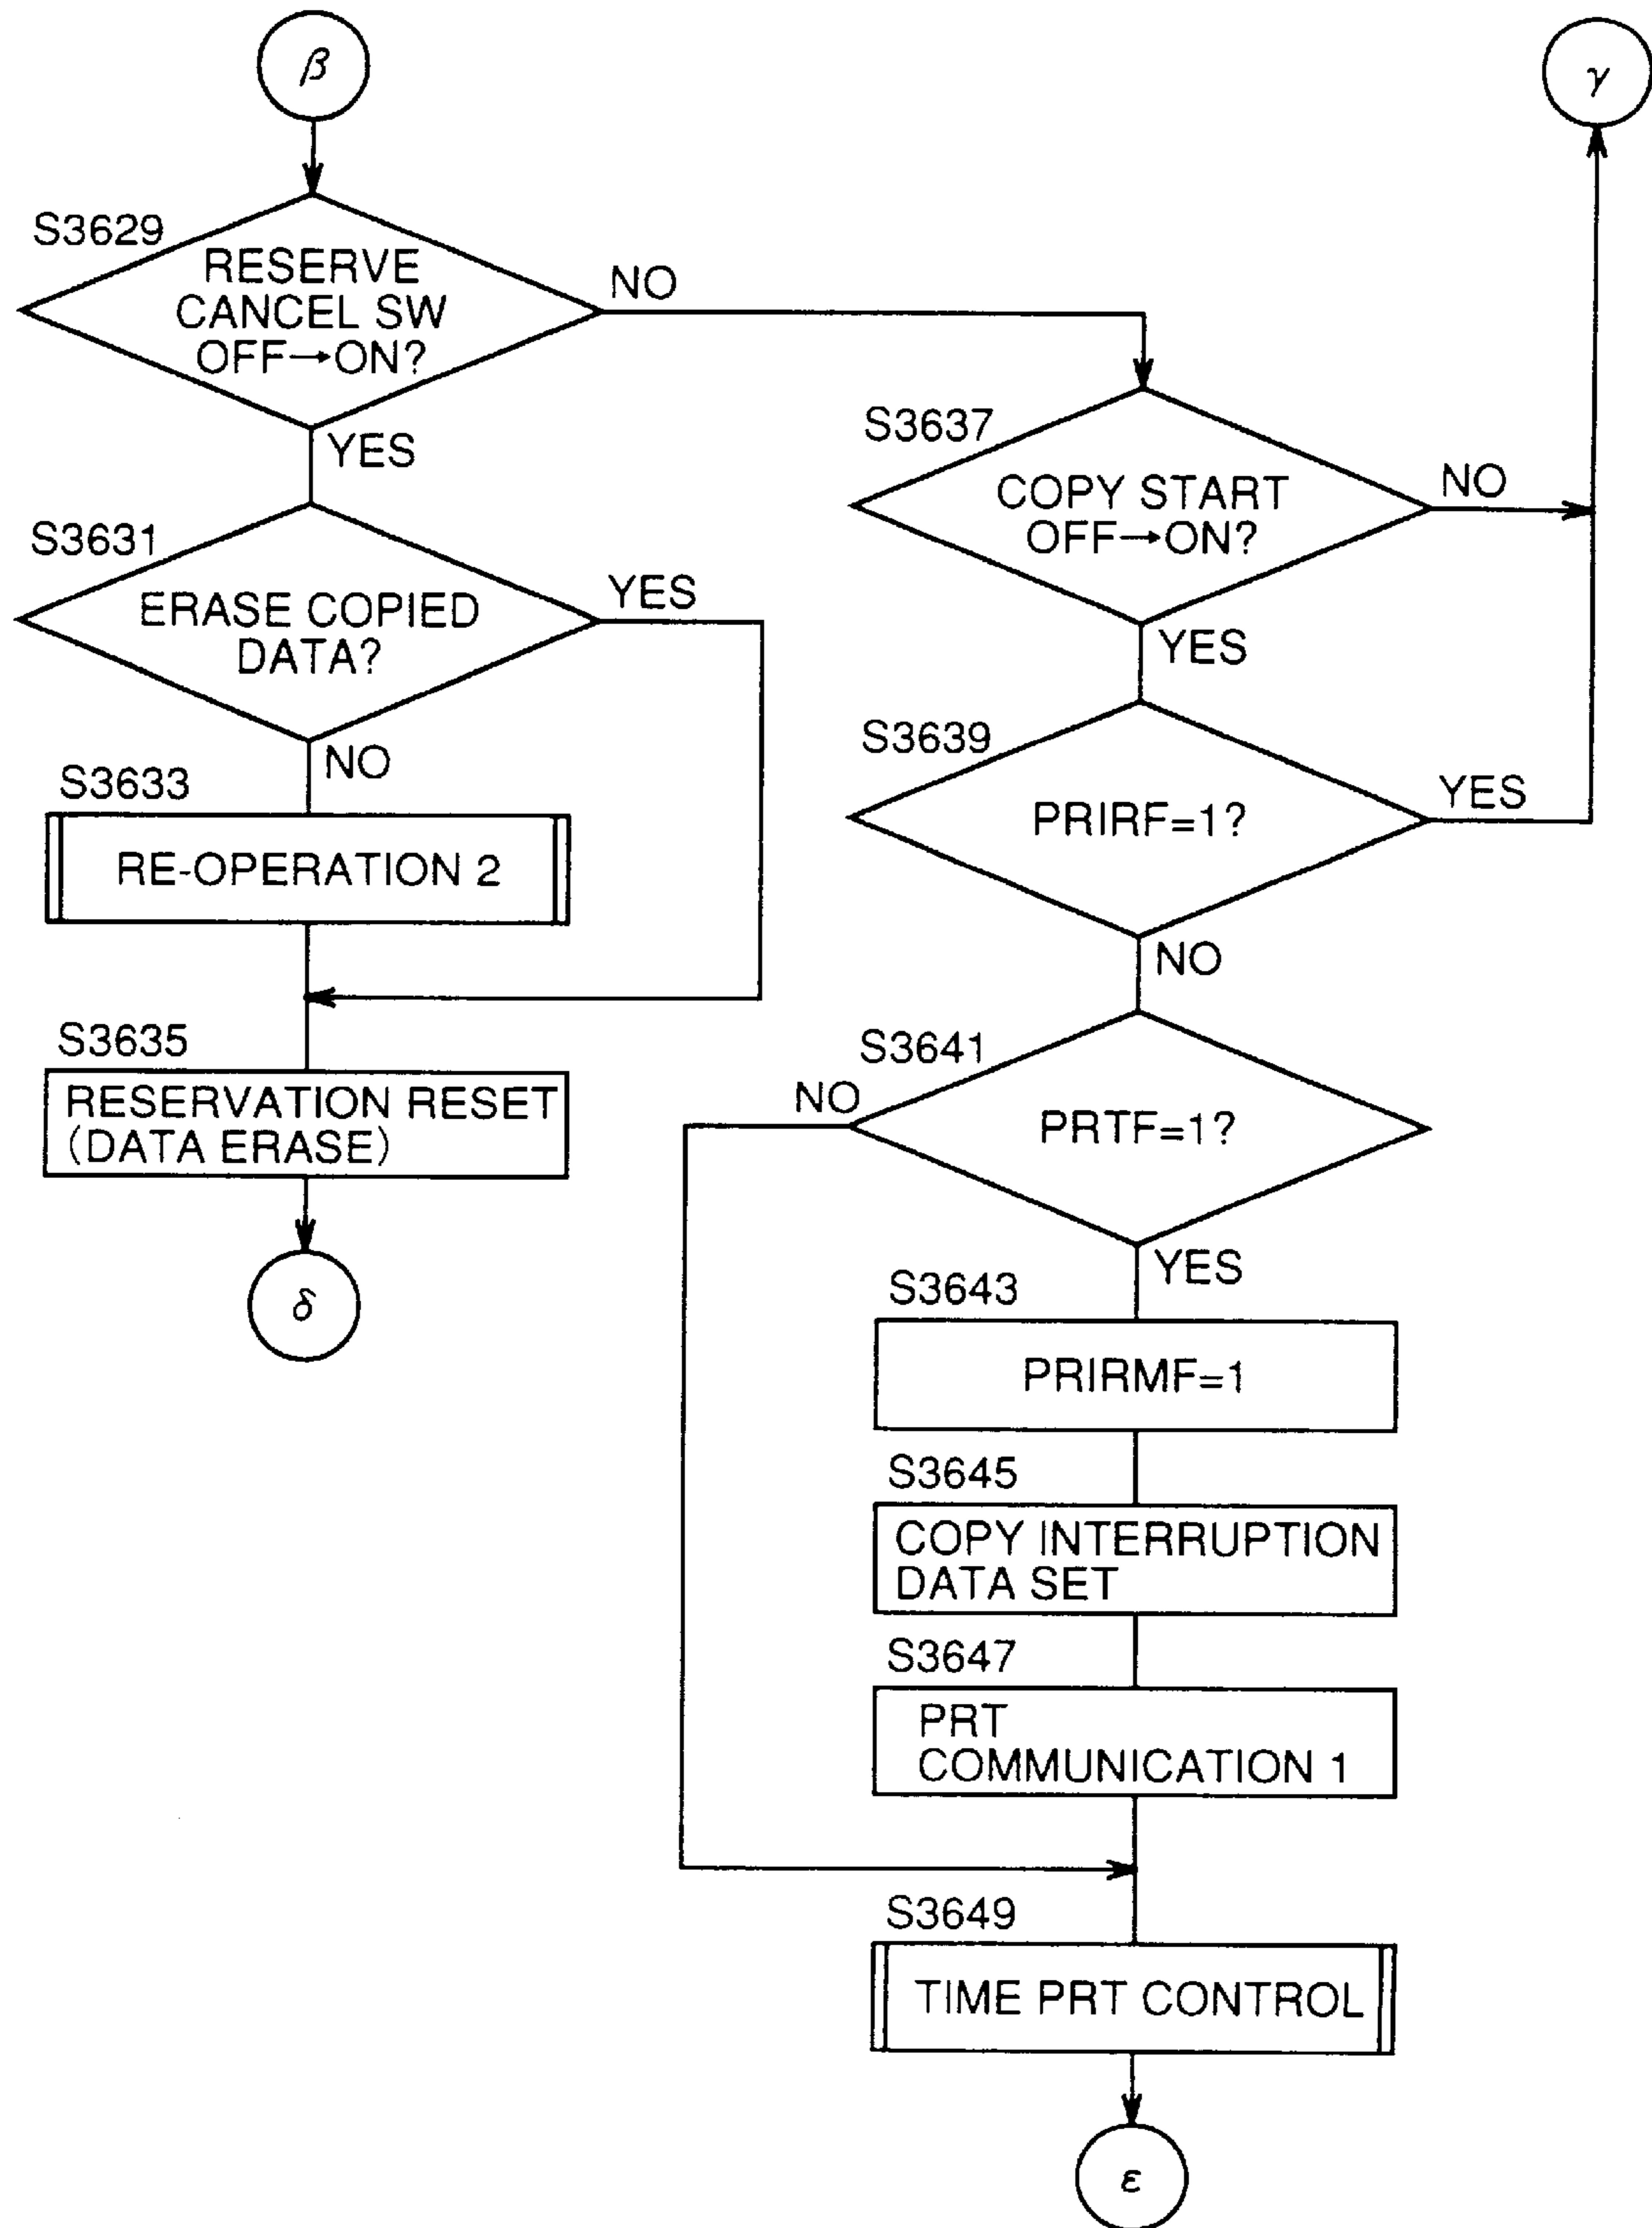 β
γ
S3629
RESERVE
CANCEL SW
OFF→ON?
NO
YES
S3631
ERASE COPIED
DATA?
YES
NO
S3633
RE-OPERATION 2
S3635
RESERVATION RESET
(DATA ERASE)
δ
S3637
COPY START
OFF→ON?
NO
YES
S3639
PRIRF=1?
YES
NO
S3641
NO
PRTF=1?
YES
S3643
PRIRMF=1
S3645
COPY INTERRUPTION
DATA SET
S3647
PRT
COMMUNICATION 1
S3649
TIME PRT CONTROL
ε